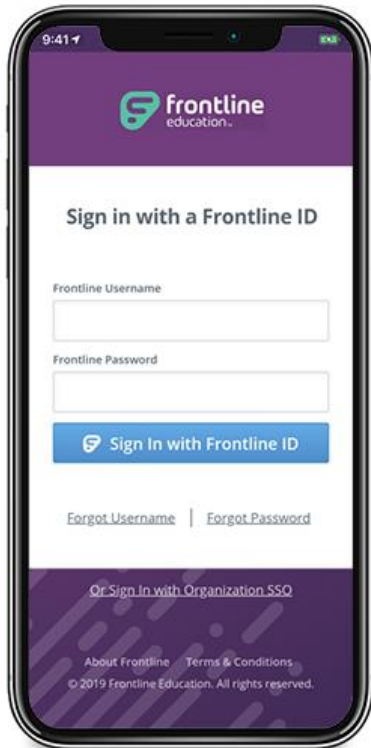 9:41
frontline
education™
Sign in with a Frontline ID
Frontline Username
Frontline Password
Sign In with Frontline ID
Forgot Username | Forgot Password
Or Sign In with Organization SSO
About Frontline Terms & Conditions
© 2019 Frontline Education. All rights reserved.